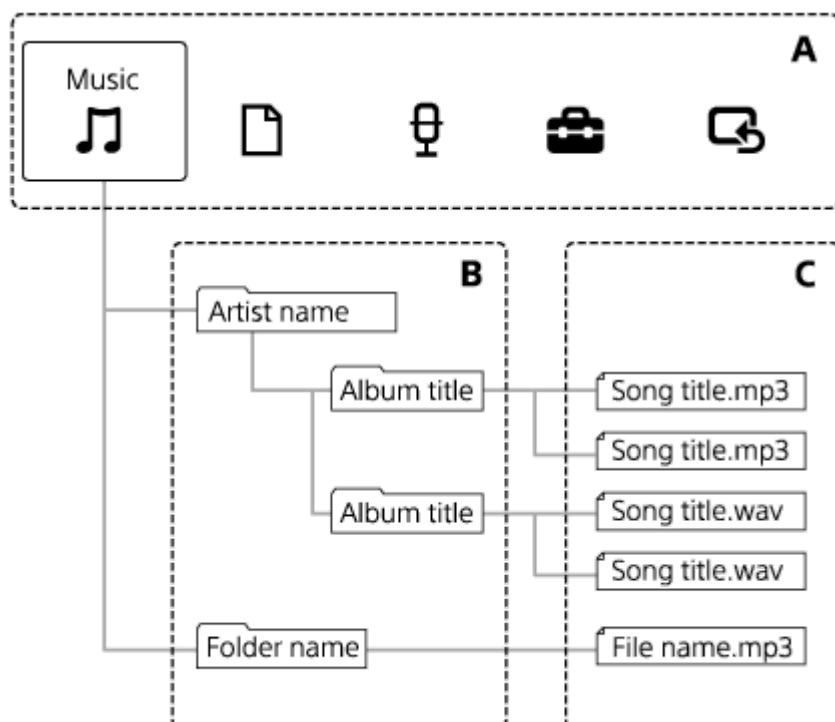 A
Music
B
C
Artist name
Album title
Song title.mp3
Song title.mp3
Album title
Song title.wav
Song title.wav
Folder name
File name.mp3